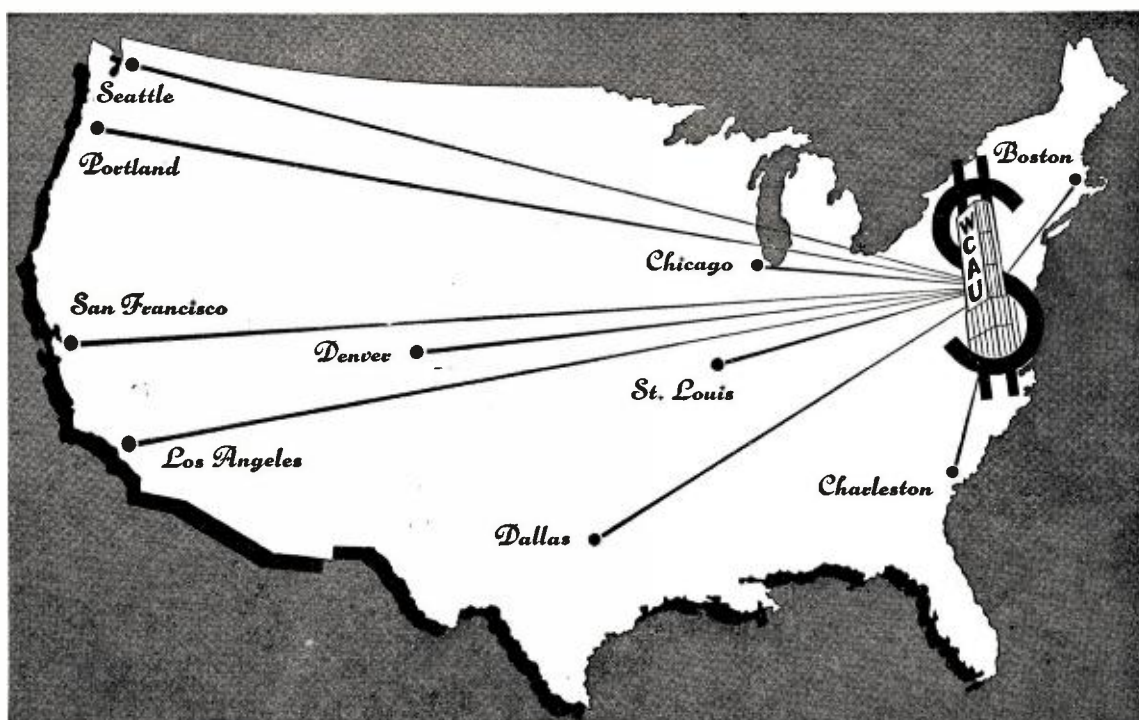 Seattle
Portland
Boston
WCAU
Chicago
San Francisco
Denver
St. Louis
Los Angeles
Charleston
Dallas